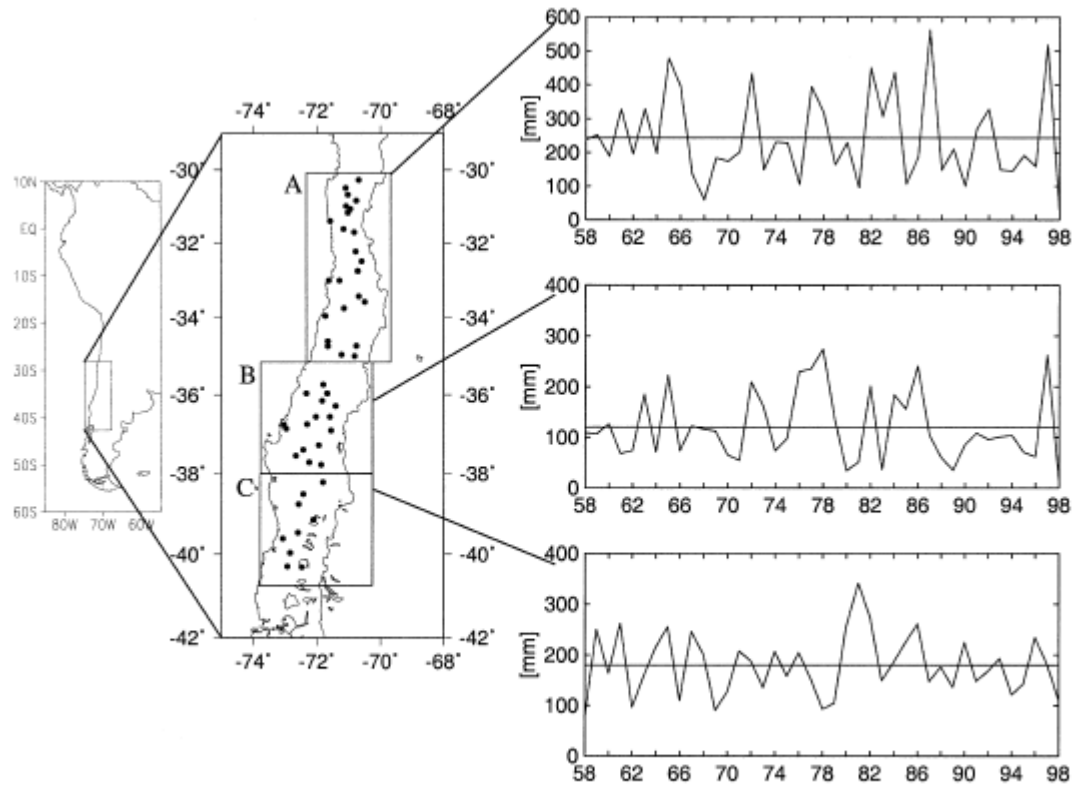 10N
EQ
10S
20S
30S
40S
50S
60S
80W 70W 60W
-74˚ -72˚ -70˚ -68˚
-30˚ -30˚
-32˚ -32˚
-34˚ -34˚
-36˚ -36˚
-38˚ -38˚
-40˚ -40˚
-42˚ -42˚
-74˚ -72˚ -70˚ -68˚
A
B
C
[mm]
600
500
400
300
200
100
0
58 62 66 70 74 78 82 86 90 94 98
[mm]
400
300
200
100
0
58 62 66 70 74 78 82 86 90 94 98
[mm]
400
300
200
100
0
58 62 66 70 74 78 82 86 90 94 98